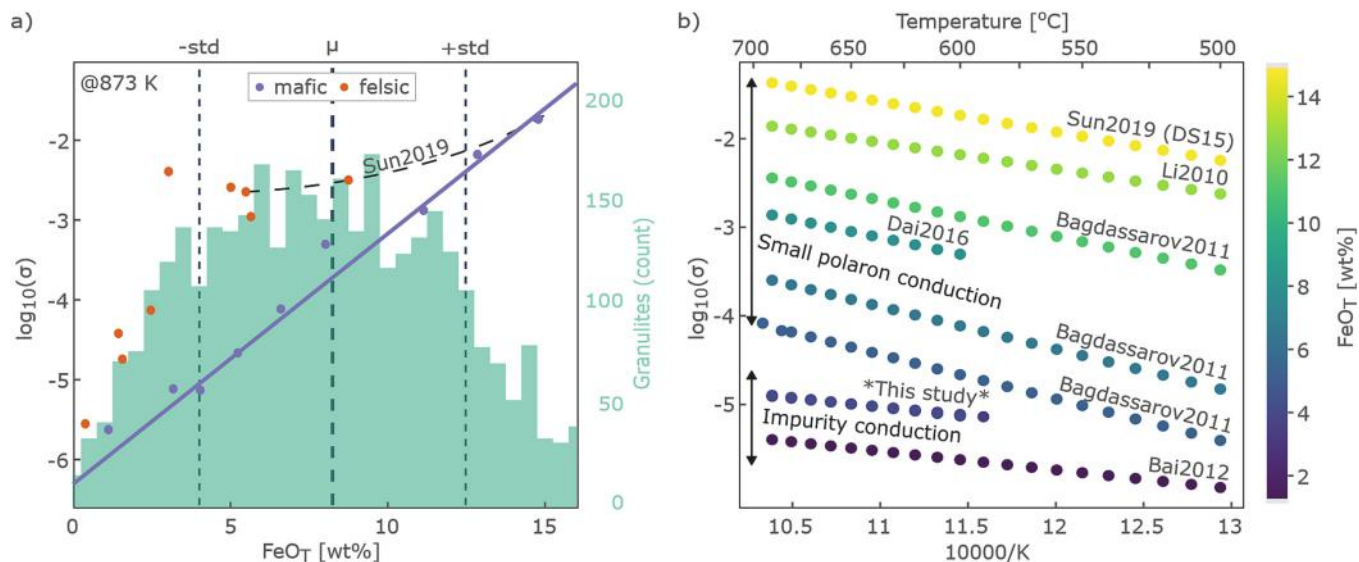 a)
-std
μ
+std
@873 K
mafic
felsic
Sun2019
-2
-3
-4
-5
-6
log10(σ)
200
150
100
50
0
Granulites (count)
0
5
10
15
FeOT [wt%]
b)
Temperature [oC]
700
650
600
550
500
Sun2019 (DS15)
Li2010
Bagdassarov2011
Dai2016
Small polaron conduction
Bagdassarov2011
Bagdassarov2011
*This study*
Impurity conduction
Bai2012
-2
-3
-4
-5
log10(σ)
10.5
11
11.5
12
12.5
13
10000/K
14
12
10
8
6
4
2
FeOT [wt%]